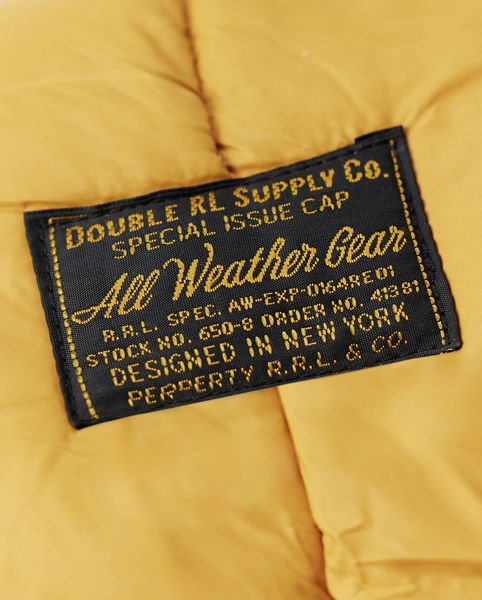 DOUBLE RL SUPPLY CO.
SPECIAL ISSUE CAP
All Weather Gear
R.R.L. SPEC. AW-EXP-0164RE01
STOCK NO. 650-8 ORDER NO. 41381
DESIGNED IN NEW YORK
PERPERTY R.R.L. & CO.